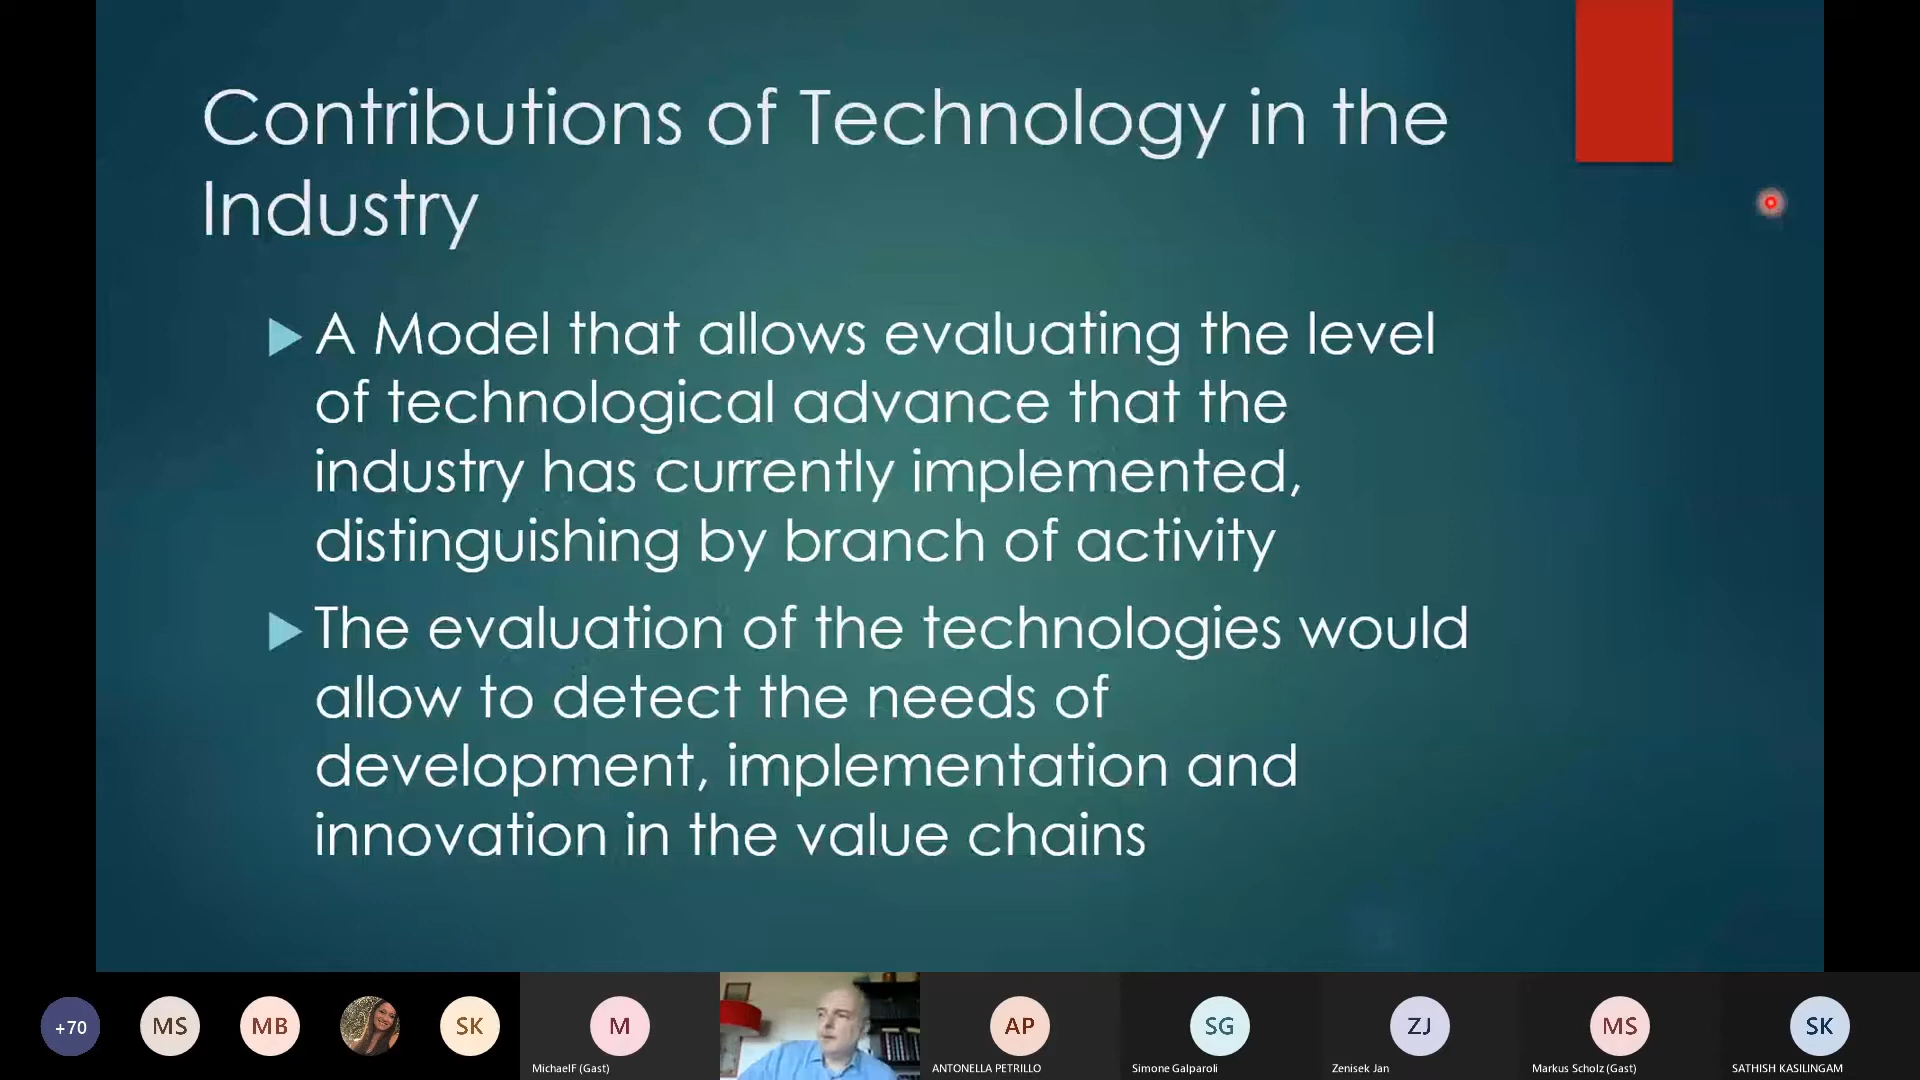 Contributions of Technology in the
Industry
A Model that allows evaluating the level
of technological advance that the
industry has currently implemented,
distinguishing by branch of activity
The evaluation of the technologies would
allow to detect the needs of
development, implementation and
innovation in the value chains
+70
MS
MB
SK
M
AP
SG
ZJ
MS
SK
MichaelF (Gast)
ANTONELLA PETRILLO
Simone Galparoli
Zenisek Jan
Markus Scholz (Gast)
SATHISH KASILINGAM